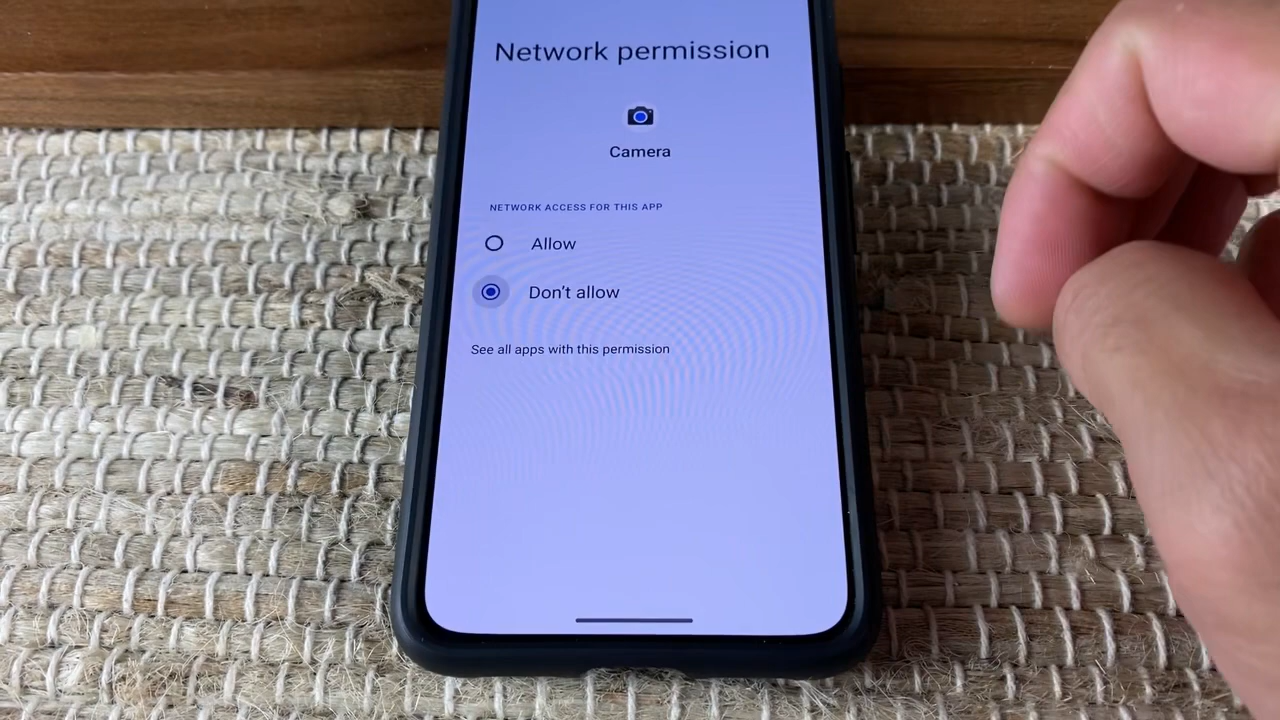 Network permission
Camera
NETWORK ACCESS FOR THIS APP
Allow
Don't allow
See all apps with this permission